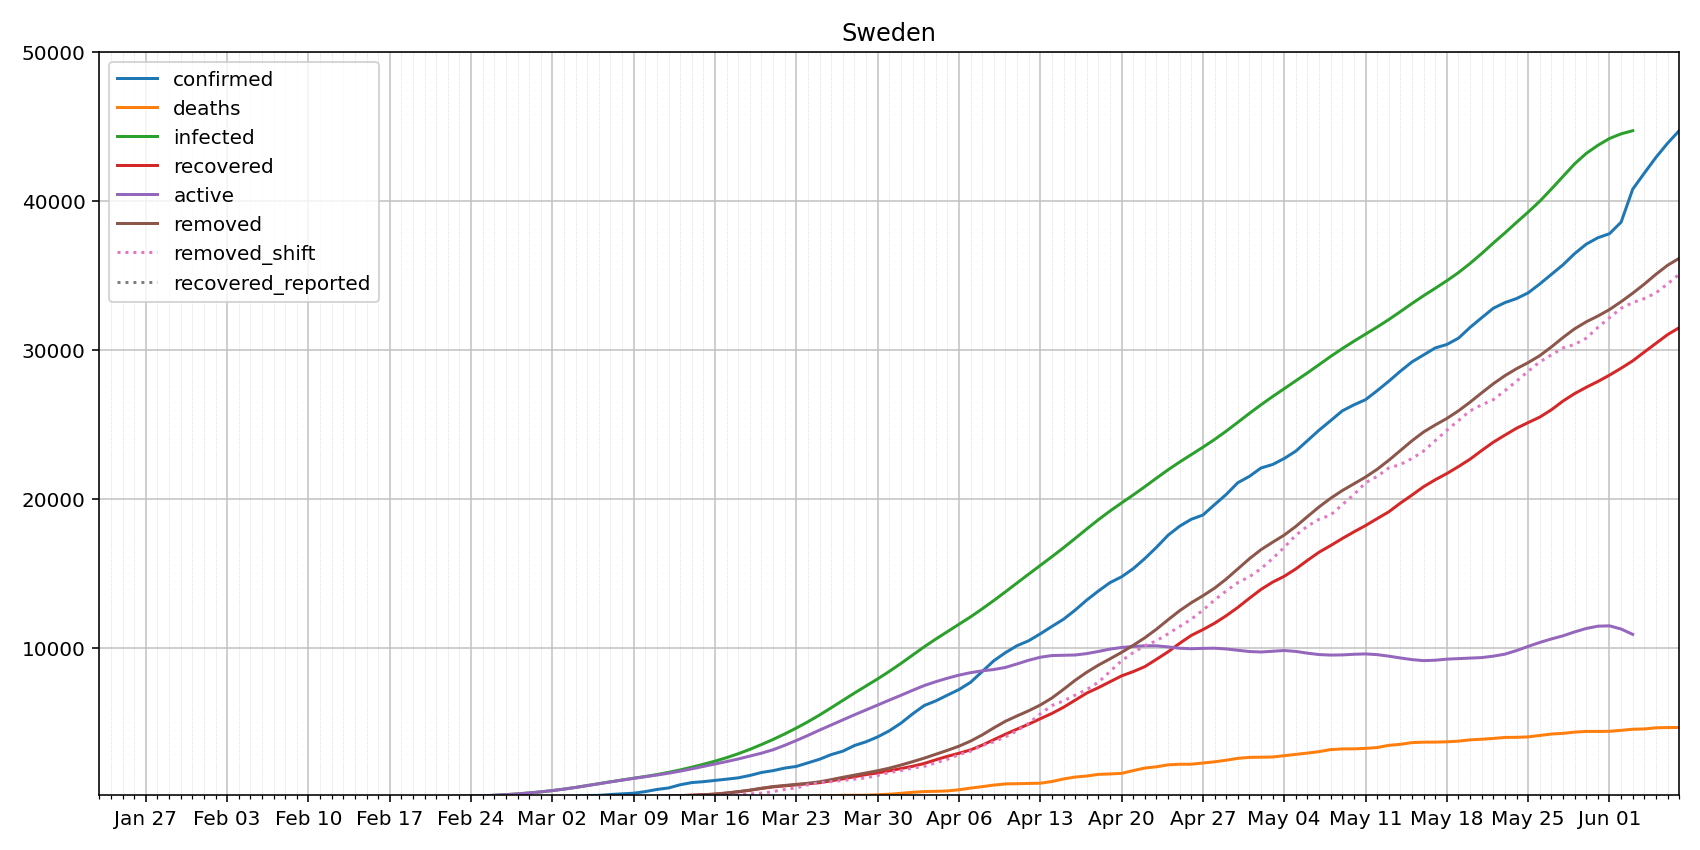 Sweden
50000
40000
30000
20000
10000
confirmed
deaths
infected
recovered
active
removed
removed_shift
recovered_reported
Jan 27 Feb 03 Feb 10 Feb 17 Feb 24 Mar 02 Mar 09 Mar 16 Mar 23 Mar 30 Apr 06 Apr 13 Apr 20 Apr 27 May 04 May 11 May 18 May 25 Jun 01